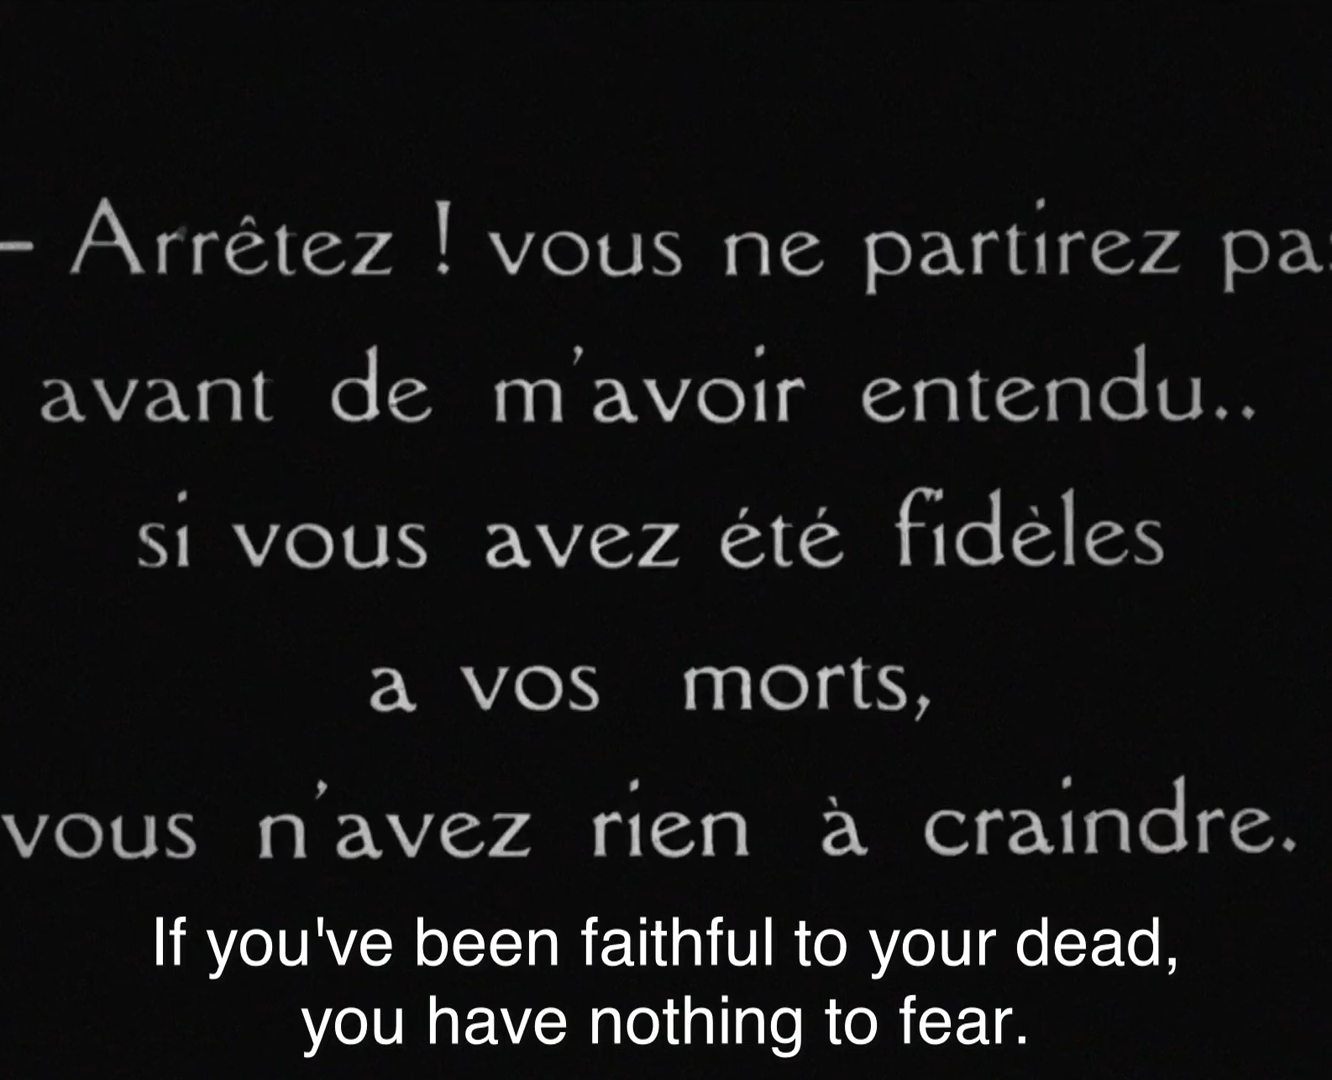 – Arrêtez ! vous ne partirez pas
avant de m'avoir entendu..
si vous avez été fidèles
a vos morts,
vous n'avez rien à craindre.
If you've been faithful to your dead,
you have nothing to fear.